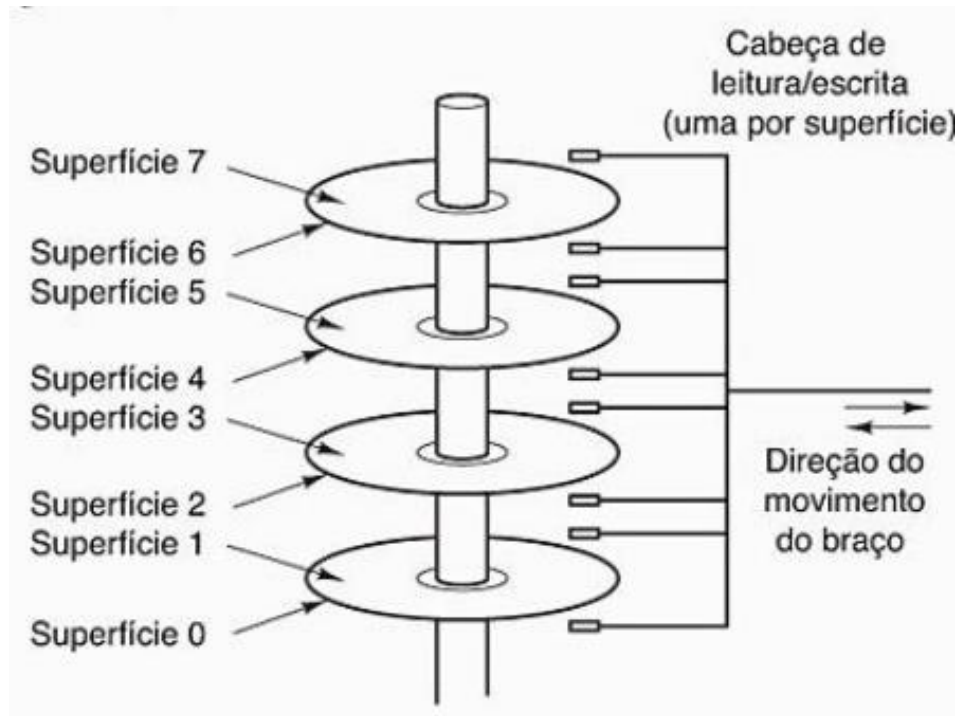 Cabeça de
leitura/escrita
(uma por superfície)
Superfície 7
Superfície 6
Superfície 5
Superfície 4
Superfície 3
Superfície 2
Superfície 1
Superfície 0
Direção do
movimento
do braço